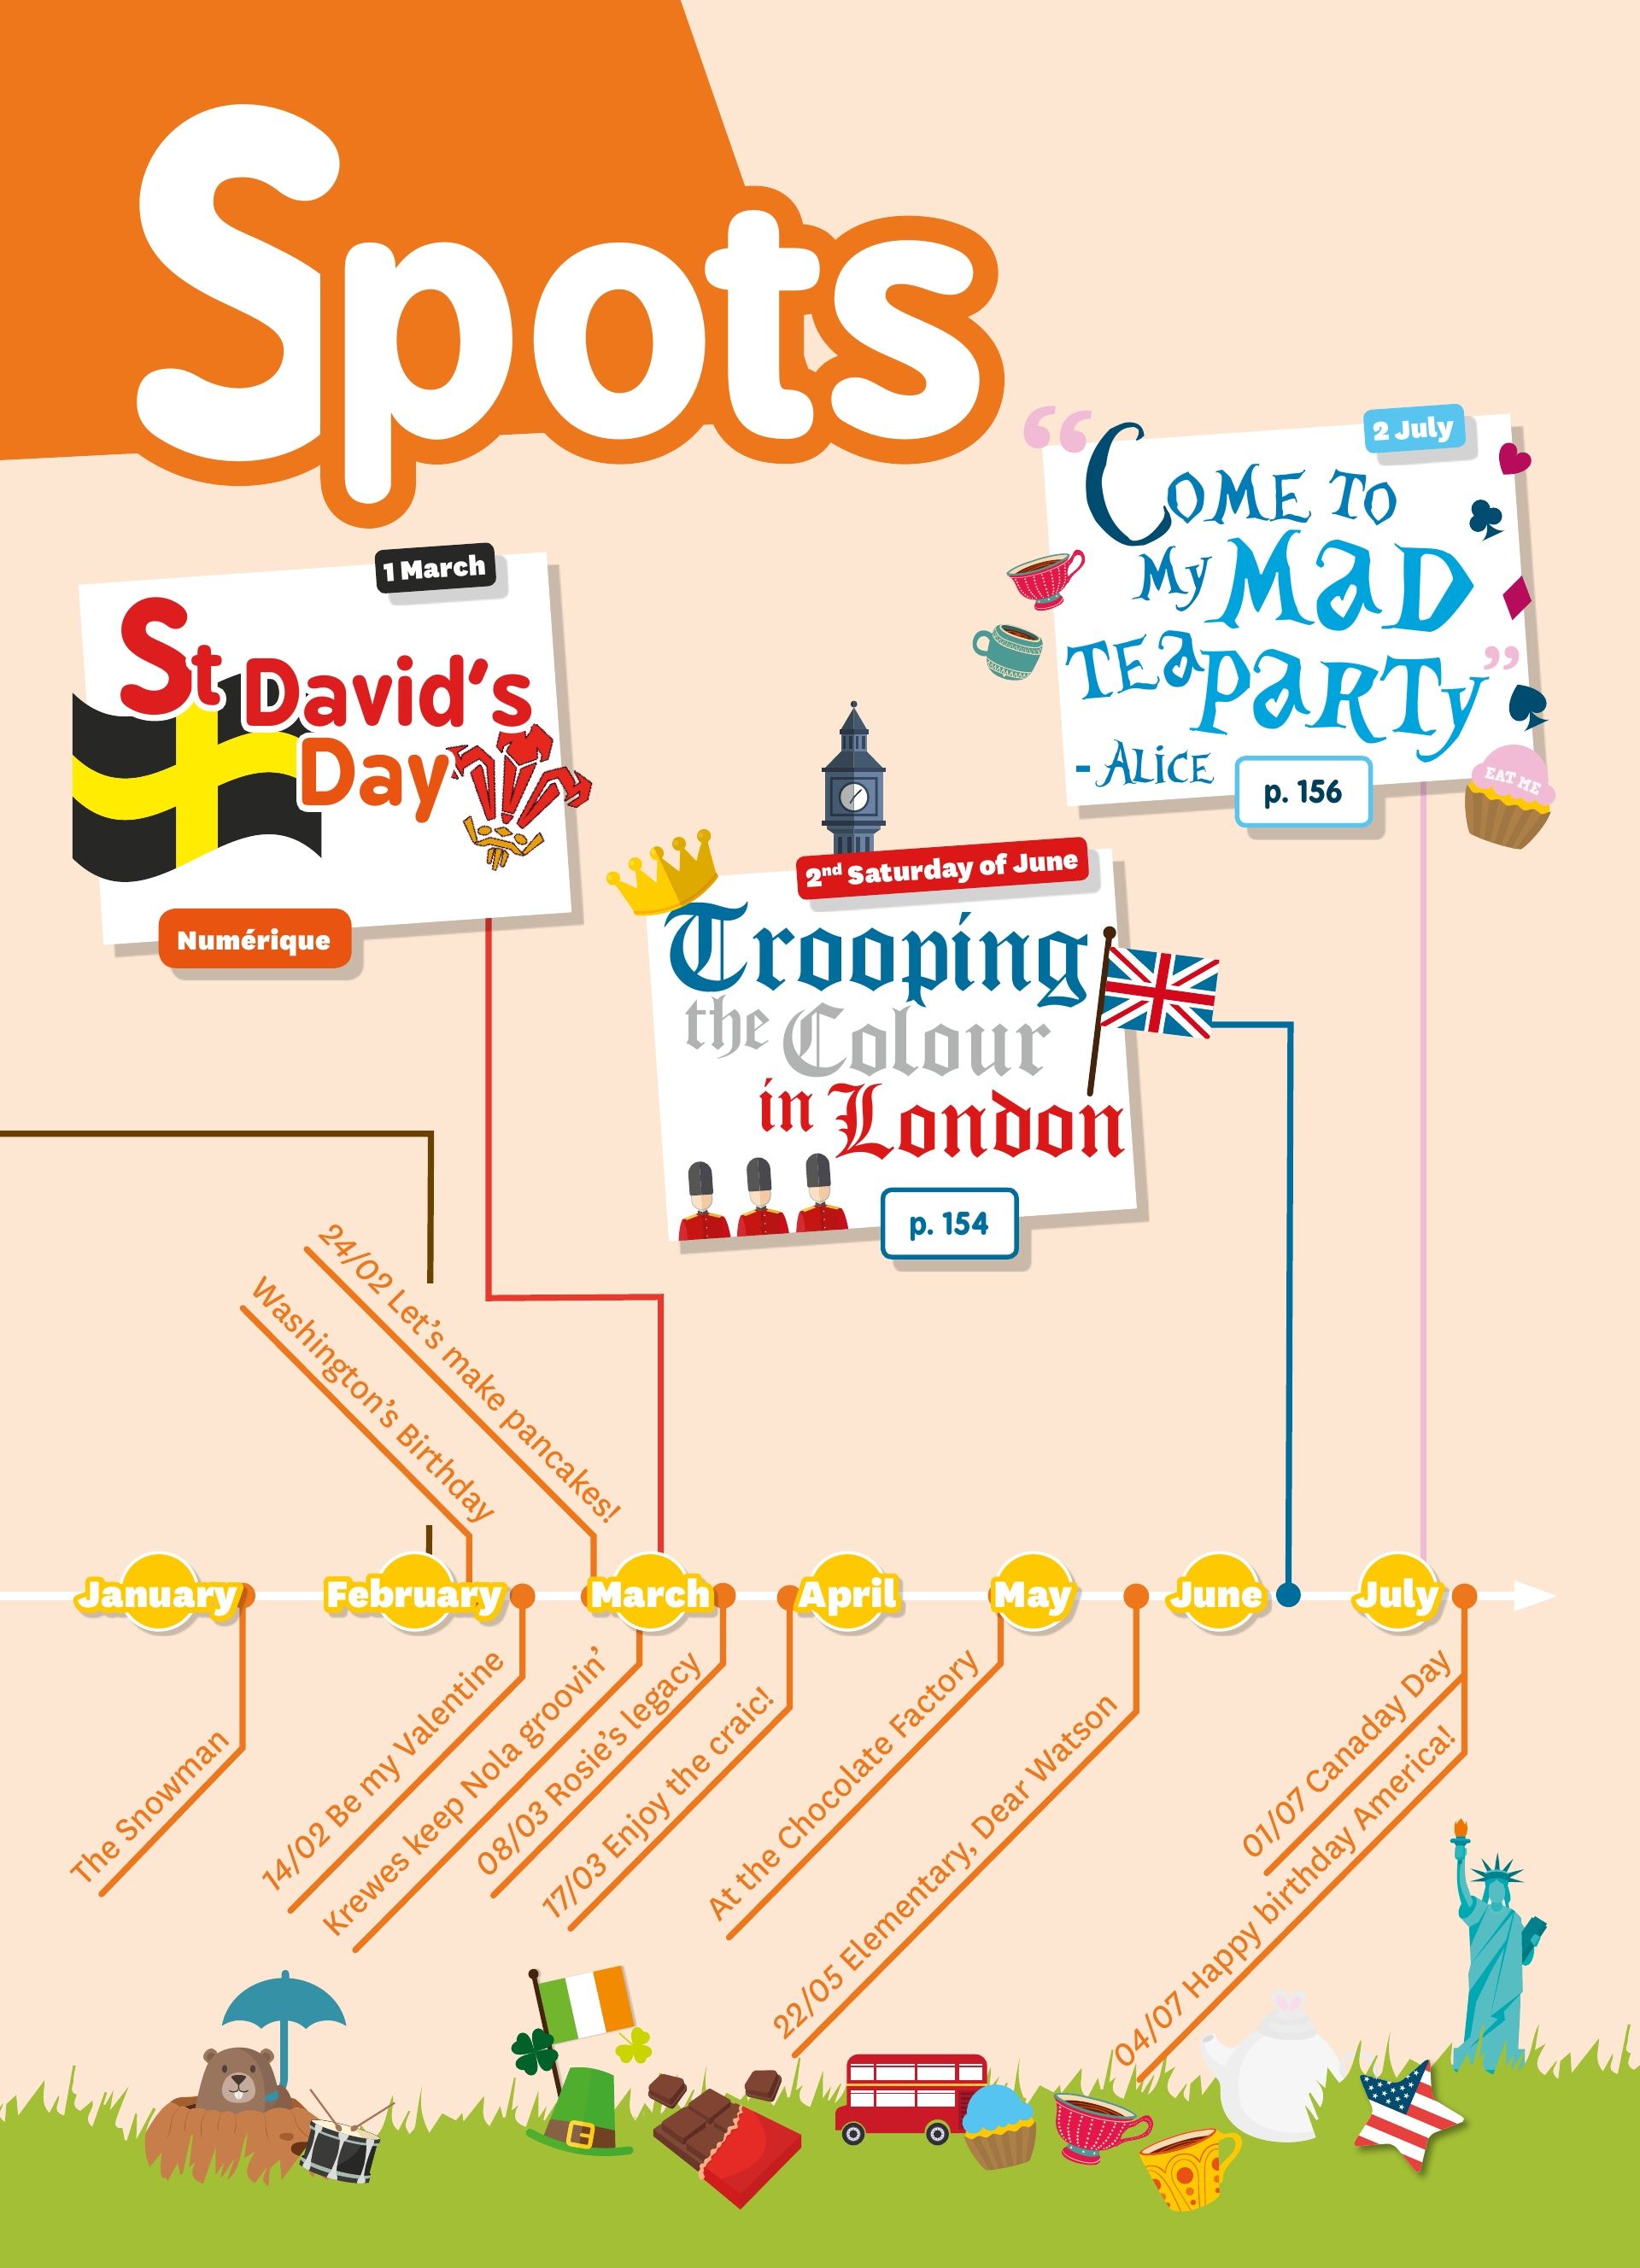 Spots
2 July
“Come to
my Mad
Tea Party”
- Alice
p. 156
EAT ME
1 March
St David's
Day
Numérique
2nd Saturday of June
Trooping
the Colour
in London
p. 154
24/02 Let's make pancakes!
Washington's Birthday
January
February
March
April
May
June
July
The Snowman
14/02 Be my Valentine
Krewes keep Nola groovin'
08/03 Rosie's legacy
17/03 Enjoy the craic!
At the Chocolate Factory
22/05 Elementary, Dear Watson
01/07 Canaday Day
04/07 Happy birthday America!